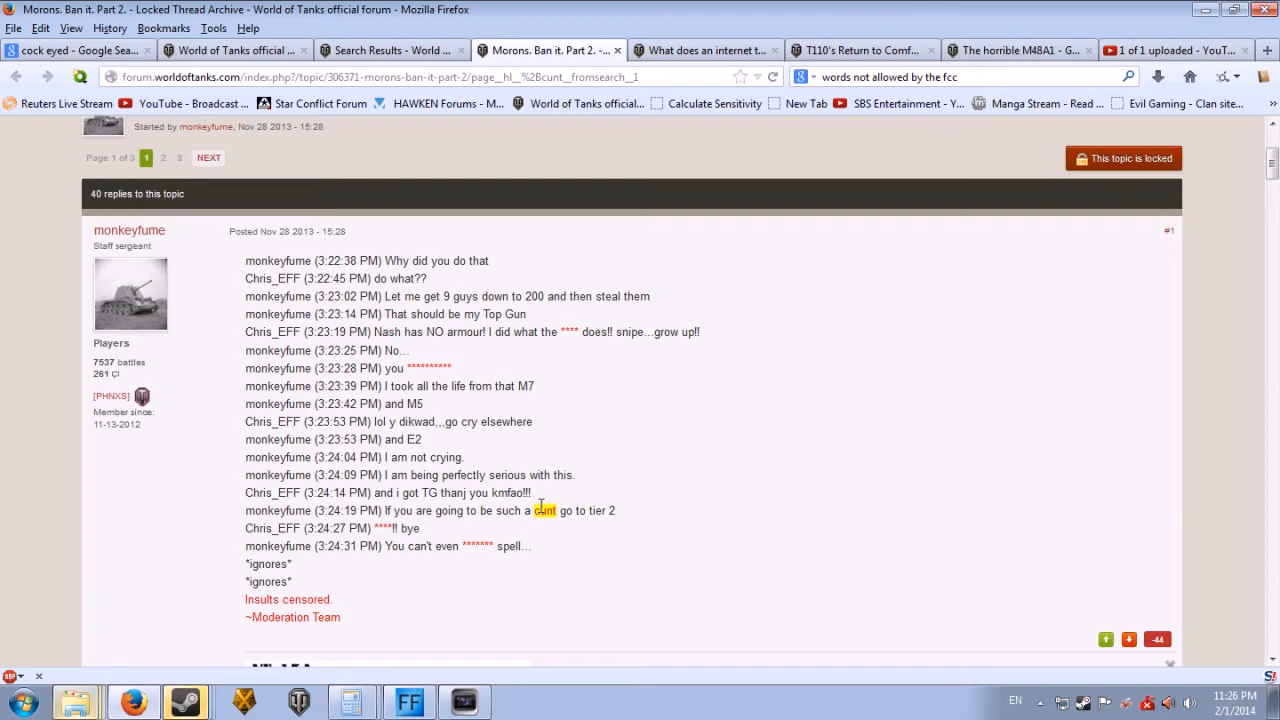 Morons. Ban it. Part 2. - Locked Thread Archive - World of Tanks official forum - Mozilla Firefox
File Edit View History Bookmarks Tools Help
cock eyed - Google Sea... World of Tanks official ... Search Results - World ... Morons. Ban it. Part 2. -... What does an internet t... T110's Return to Comf... The horrible M48A1 - G... 1 of 1 uploaded - YouT...
forum.worldoftanks.com/index.php?/topic/306371-morons-ban-it-part-2/page__hl__%2Bcunt__fromsearch__1 words not allowed by the fcc
Reuters Live Stream YouTube - Broadcast ... Star Conflict Forum HAWKEN Forums - M... World of Tanks official... Calculate Sensitivity New Tab SBS Entertainment - Y... Manga Stream - Read ... Evil Gaming - Clan site...
Started by monkeyfume, Nov 28 2013 - 15:28
Page 1 of 3 1 2 3 NEXT This topic is locked
40 replies to this topic
monkeyfume Posted Nov 28 2013 - 15:28 #1
Staff sergeant
monkeyfume (3:22:38 PM) Why did you do that
Chris_EFF (3:22:45 PM) do what??
monkeyfume (3:23:02 PM) Let me get 9 guys down to 200 and then steal them
monkeyfume (3:23:14 PM) That should be my Top Gun
Chris_EFF (3:23:19 PM) Nash has NO armour! I did what the **** does!! snipe...grow up!!
monkeyfume (3:23:25 PM) No...
monkeyfume (3:23:28 PM) you **********
monkeyfume (3:23:39 PM) I took all the life from that M7
monkeyfume (3:23:42 PM) and M5
Chris_EFF (3:23:53 PM) lol y dikwad,,,go cry elsewhere
monkeyfume (3:23:53 PM) and E2
monkeyfume (3:24:04 PM) I am not crying.
monkeyfume (3:24:09 PM) I am being perfectly serious with this.
Chris_EFF (3:24:14 PM) and i got TG thanj you kmfao!!!
monkeyfume (3:24:19 PM) If you are going to be such a cunt go to tier 2
Chris_EFF (3:24:27 PM) ****!! bye
monkeyfume (3:24:31 PM) You can't even ******* spell...
*ignores*
*ignores*
Insults censored.
~Moderation Team
Players
7537 battles
261
[PHNXS]
Member since:
11-13-2012
-44
ABP
EN 11:26 PM
2/1/2014
FF